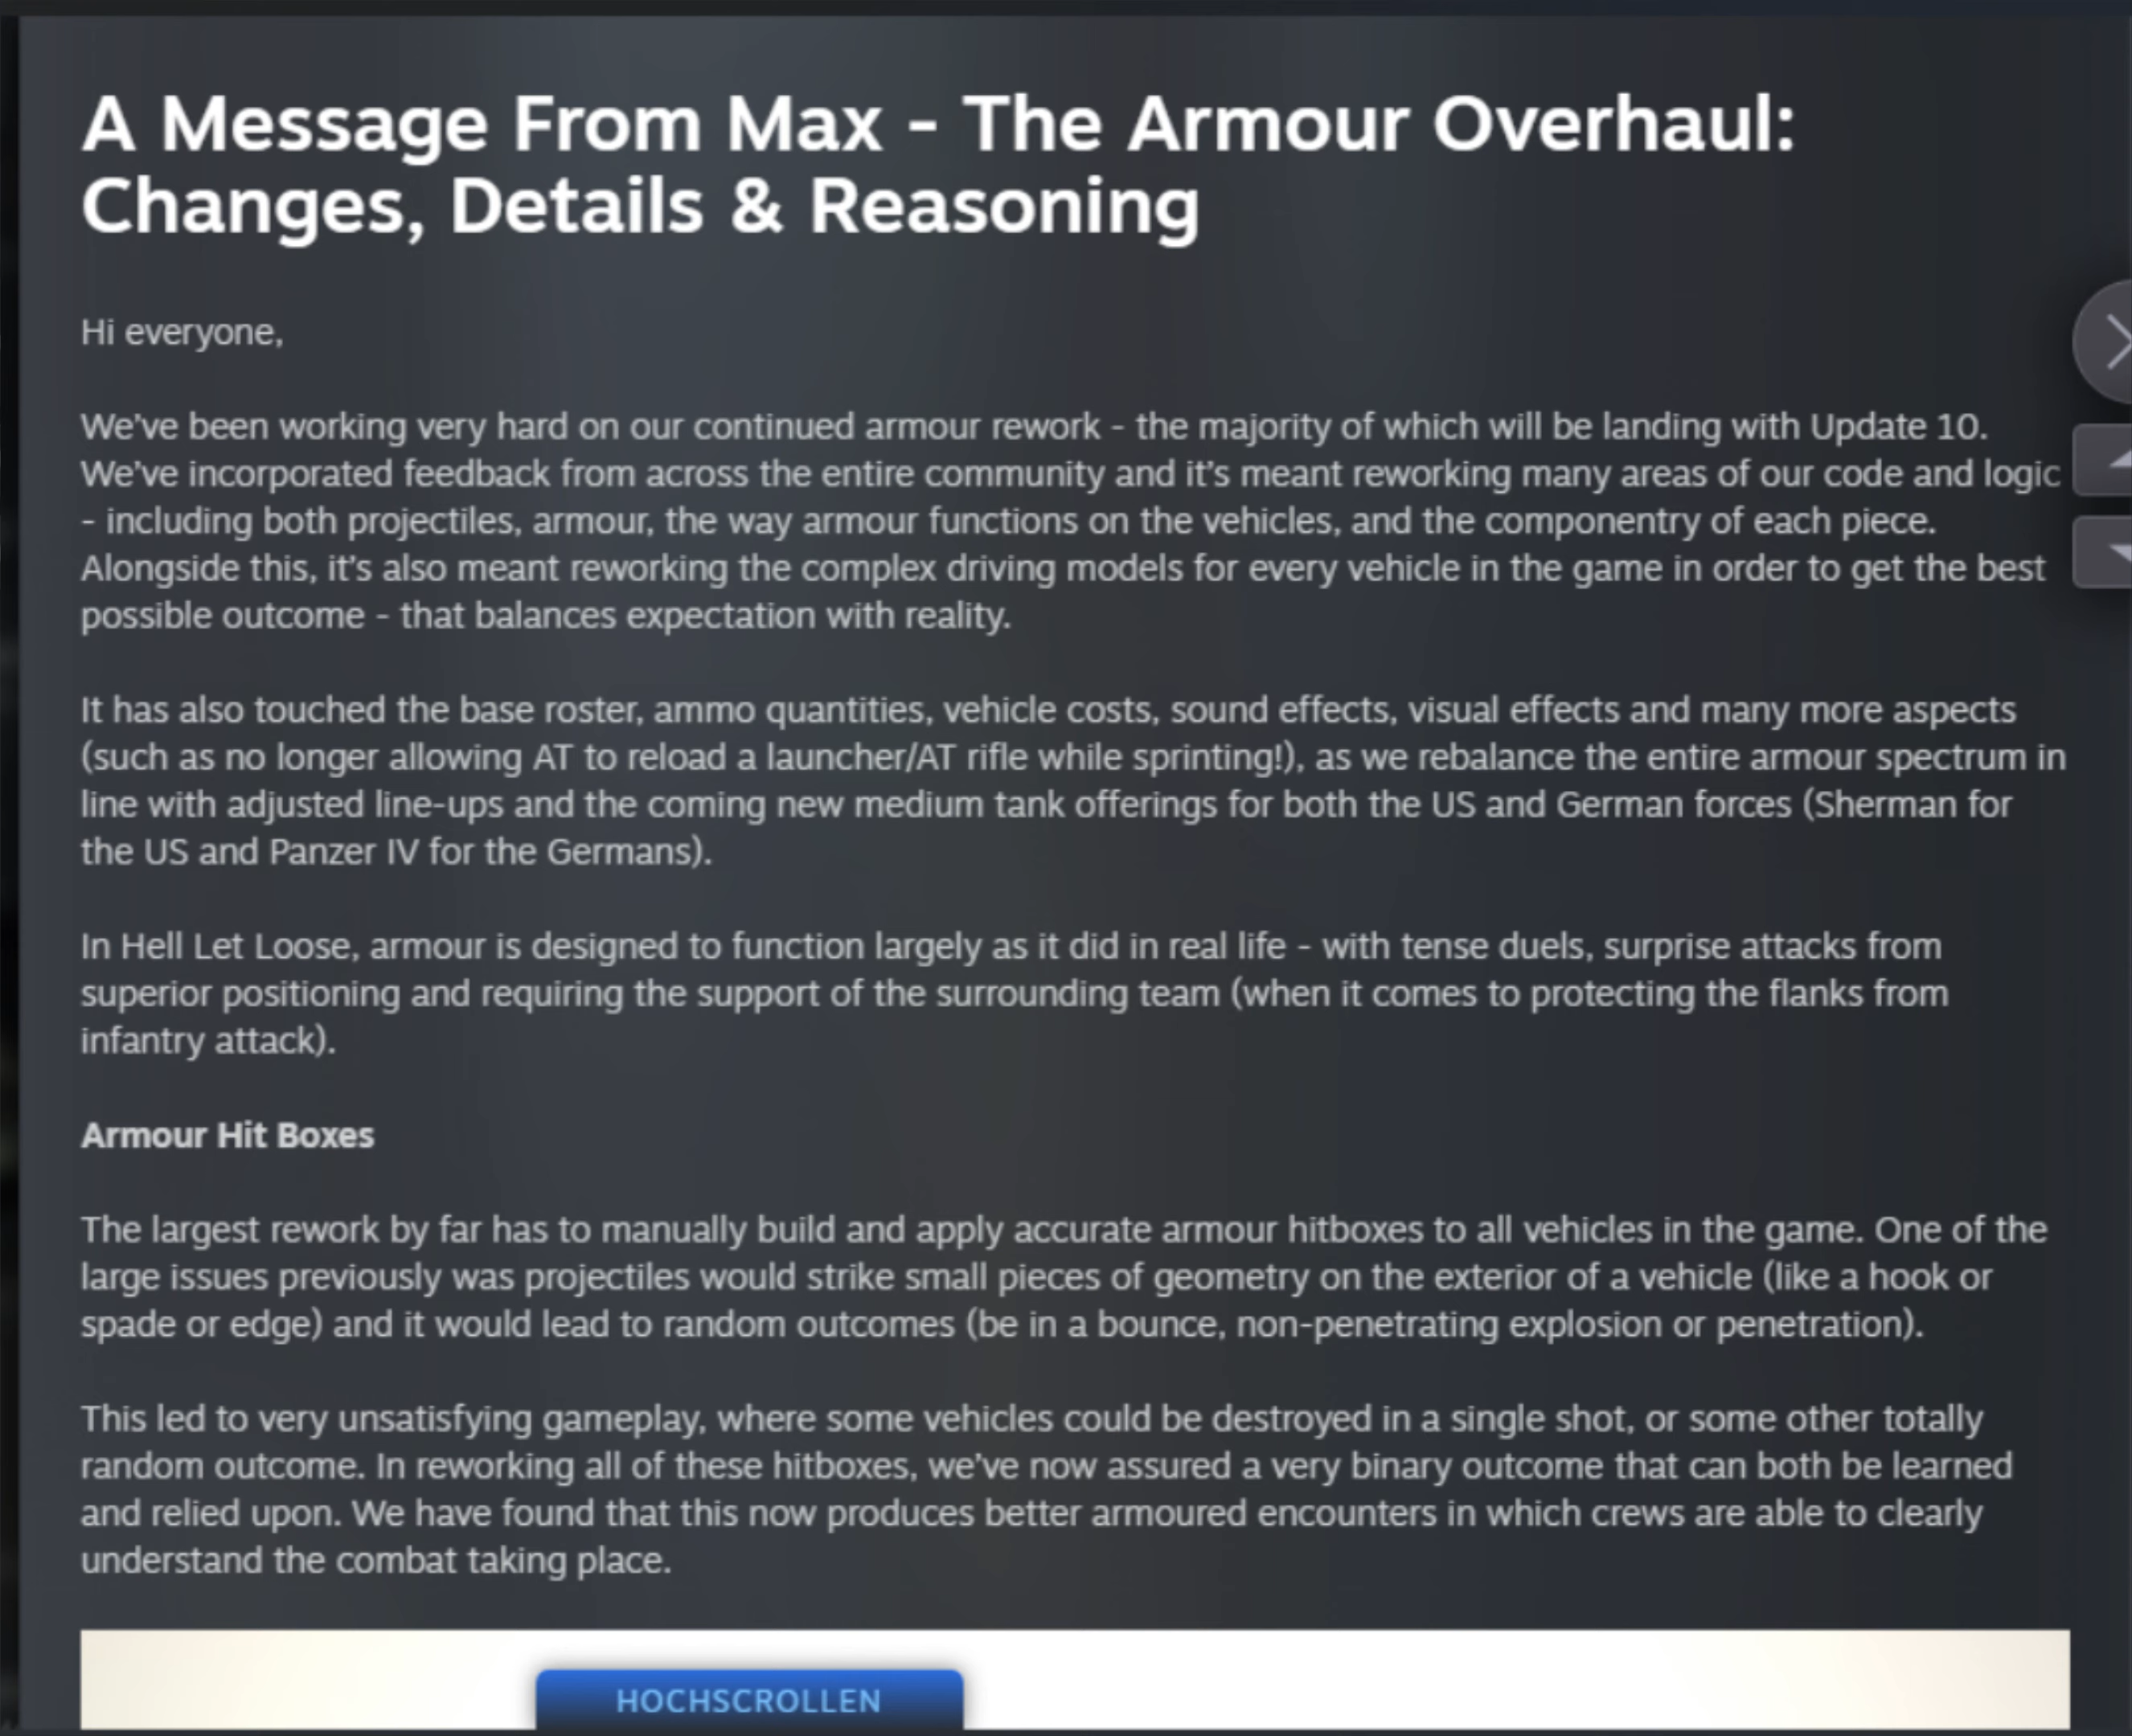 A Message From Max - The Armour Overhaul:
Changes, Details & Reasoning
Hi everyone,
We've been working very hard on our continued armour rework - the majority of which will be landing with Update 10.
We've incorporated feedback from across the entire community and it's meant reworking many areas of our code and logic
- including both projectiles, armour, the way armour functions on the vehicles, and the componentry of each piece.
Alongside this, it's also meant reworking the complex driving models for every vehicle in the game in order to get the best
possible outcome - that balances expectation with reality.
It has also touched the base roster, ammo quantities, vehicle costs, sound effects, visual effects and many more aspects
(such as no longer allowing AT to reload a launcher/AT rifle while sprinting!), as we rebalance the entire armour spectrum in
line with adjusted line-ups and the coming new medium tank offerings for both the US and German forces (Sherman for
the US and Panzer IV for the Germans).
In Hell Let Loose, armour is designed to function largely as it did in real life - with tense duels, surprise attacks from
superior positioning and requiring the support of the surrounding team (when it comes to protecting the flanks from
infantry attack).
Armour Hit Boxes
The largest rework by far has to manually build and apply accurate armour hitboxes to all vehicles in the game. One of the
large issues previously was projectiles would strike small pieces of geometry on the exterior of a vehicle (like a hook or
spade or edge) and it would lead to random outcomes (be in a bounce, non-penetrating explosion or penetration).
This led to very unsatisfying gameplay, where some vehicles could be destroyed in a single shot, or some other totally
random outcome. In reworking all of these hitboxes, we've now assured a very binary outcome that can both be learned
and relied upon. We have found that this now produces better armoured encounters in which crews are able to clearly
understand the combat taking place.
HOCHSCROLLEN